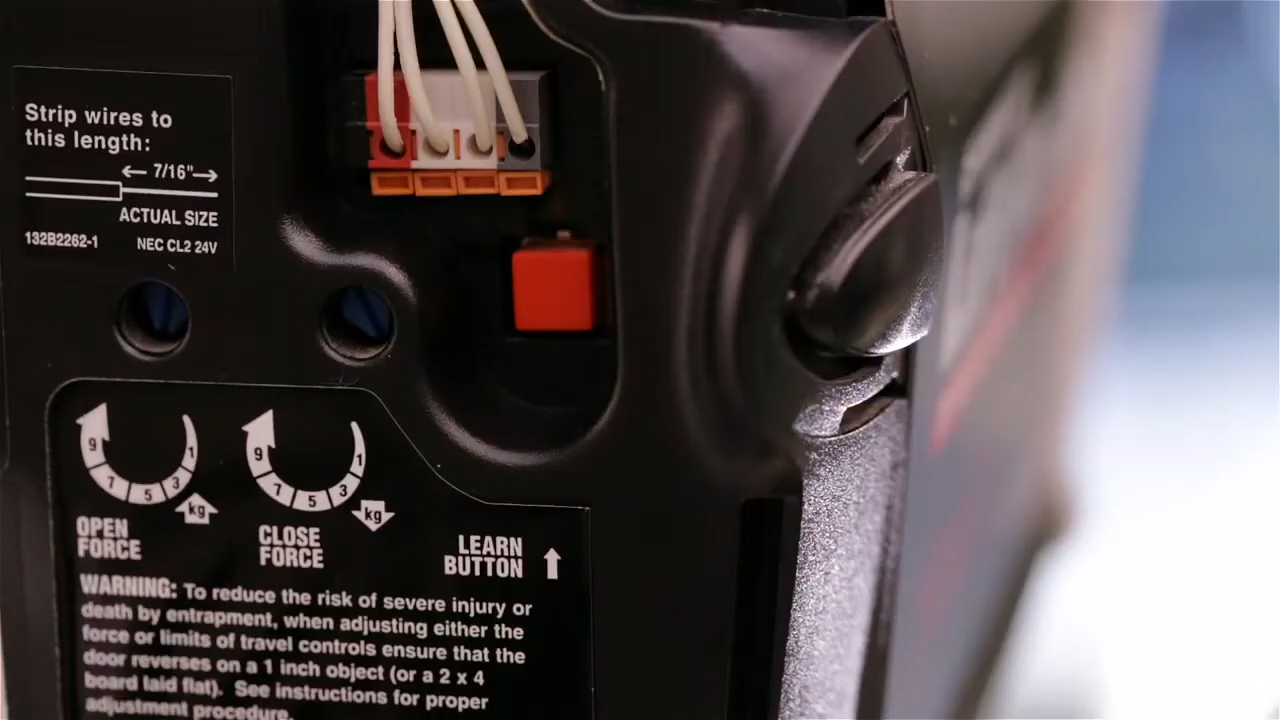 Strip wires to
this length:
← 7/16"→
ACTUAL SIZE
132B2262-1 NEC CL2 24V
9 7 5 3 1
kg
9 7 5 3 1
kg
OPEN
FORCE
CLOSE
FORCE
LEARN
BUTTON ↑
WARNING: To reduce the risk of severe injury or
death by entrapment, when adjusting either the
force or limits of travel controls ensure that the
door reverses on a 1 inch object (or a 2 x 4
board laid flat). See instructions for proper
adjustment procedure.